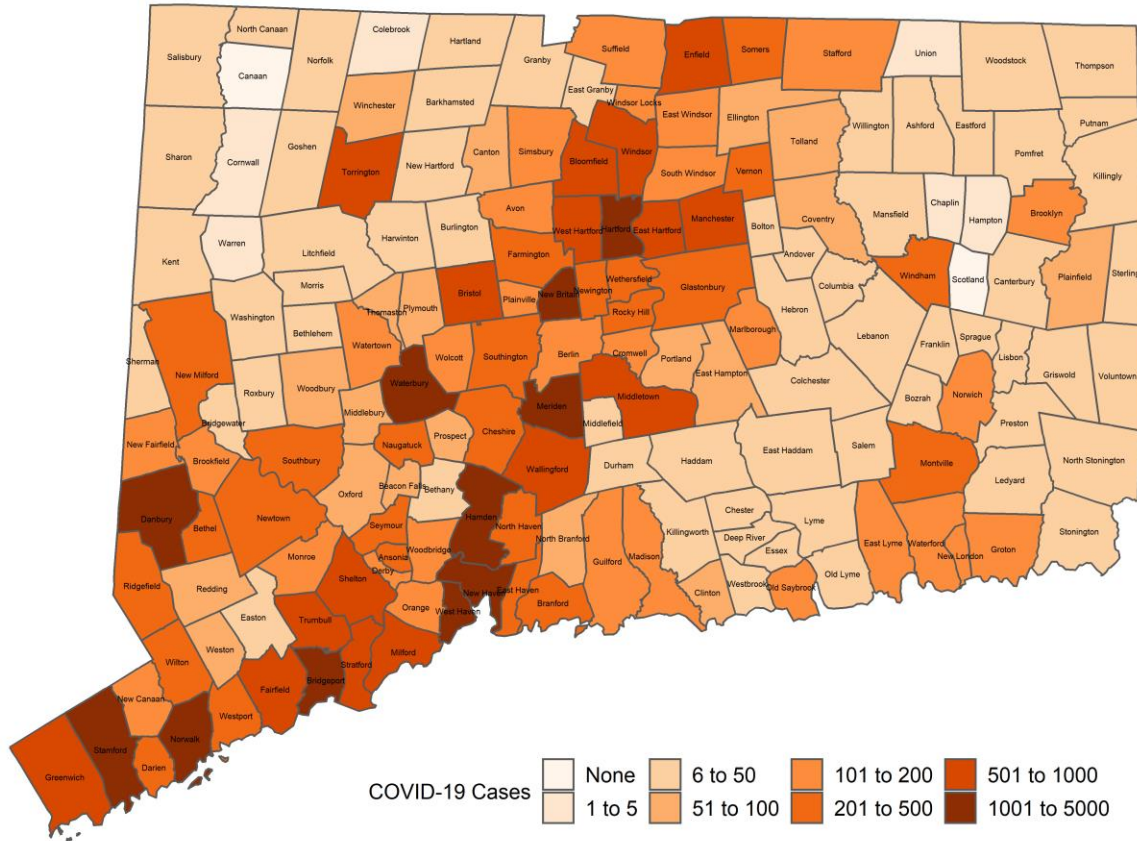 North Canaan
Colebrook
Hartland
Suffield
Enfield
Somers
Stafford
Union
Salisbury
Canaan
Norfolk
Granby
Woodstock
Thompson
East Granby
Winchester
Barkhamsted
Windsor Locks
East Windsor
Ellington
Willington
Ashford
Eastford
Putnam
Sharon
Cornwall
Goshen
Torrington
New Hartford
Canton
Simsbury
Bloomfield
Windsor
South Windsor
Vernon
Tolland
Pomfret
Killingly
Kent
Warren
Litchfield
Harwinton
Burlington
Avon
West Hartford
Hartford
East Hartford
Manchester
Bolton
Coventry
Mansfield
Chaplin
Hampton
Brooklyn
Morris
Farmington
Andover
Windham
Scotland
Canterbury
Plainfield
Sterling
Washington
Bethlehem
Thomaston
Plymouth
Bristol
Plainville
New Britain
Newington
Wethersfield
Rocky Hill
Glastonbury
Marlborough
Hebron
Columbia
Lebanon
Sherman
New Milford
Roxbury
Woodbury
Watertown
Wolcott
Southington
Berlin
Cromwell
Portland
East Hampton
Colchester
Franklin
Sprague
Lisbon
Griswold
Voluntown
Bridgewater
Middlebury
Waterbury
Meriden
Middletown
Middlefield
Bozrah
Norwich
Preston
New Fairfield
Brookfield
Southbury
Naugatuck
Prospect
Cheshire
Wallingford
Durham
Haddam
East Haddam
Salem
Montville
Ledyard
North Stonington
Danbury
Bethel
Newtown
Oxford
Beacon Falls
Bethany
Hamden
North Haven
Killingworth
Chester
Deep River
Essex
Lyme
Stonington
Ridgefield
Redding
Monroe
Seymour
Ansonia
Derby
Woodbridge
North Branford
Guilford
Madison
Clinton
Westbrook
Old Saybrook
Old Lyme
East Lyme
Waterford
New London
Groton
Easton
Shelton
Orange
West Haven
New Haven
East Haven
Branford
Wilton
Weston
Trumbull
Stratford
Milford
New Canaan
Westport
Fairfield
Bridgeport
Greenwich
Stamford
Darien
Norwalk
COVID-19 Cases
None
6 to 50
101 to 200
501 to 1000
1 to 5
51 to 100
201 to 500
1001 to 5000